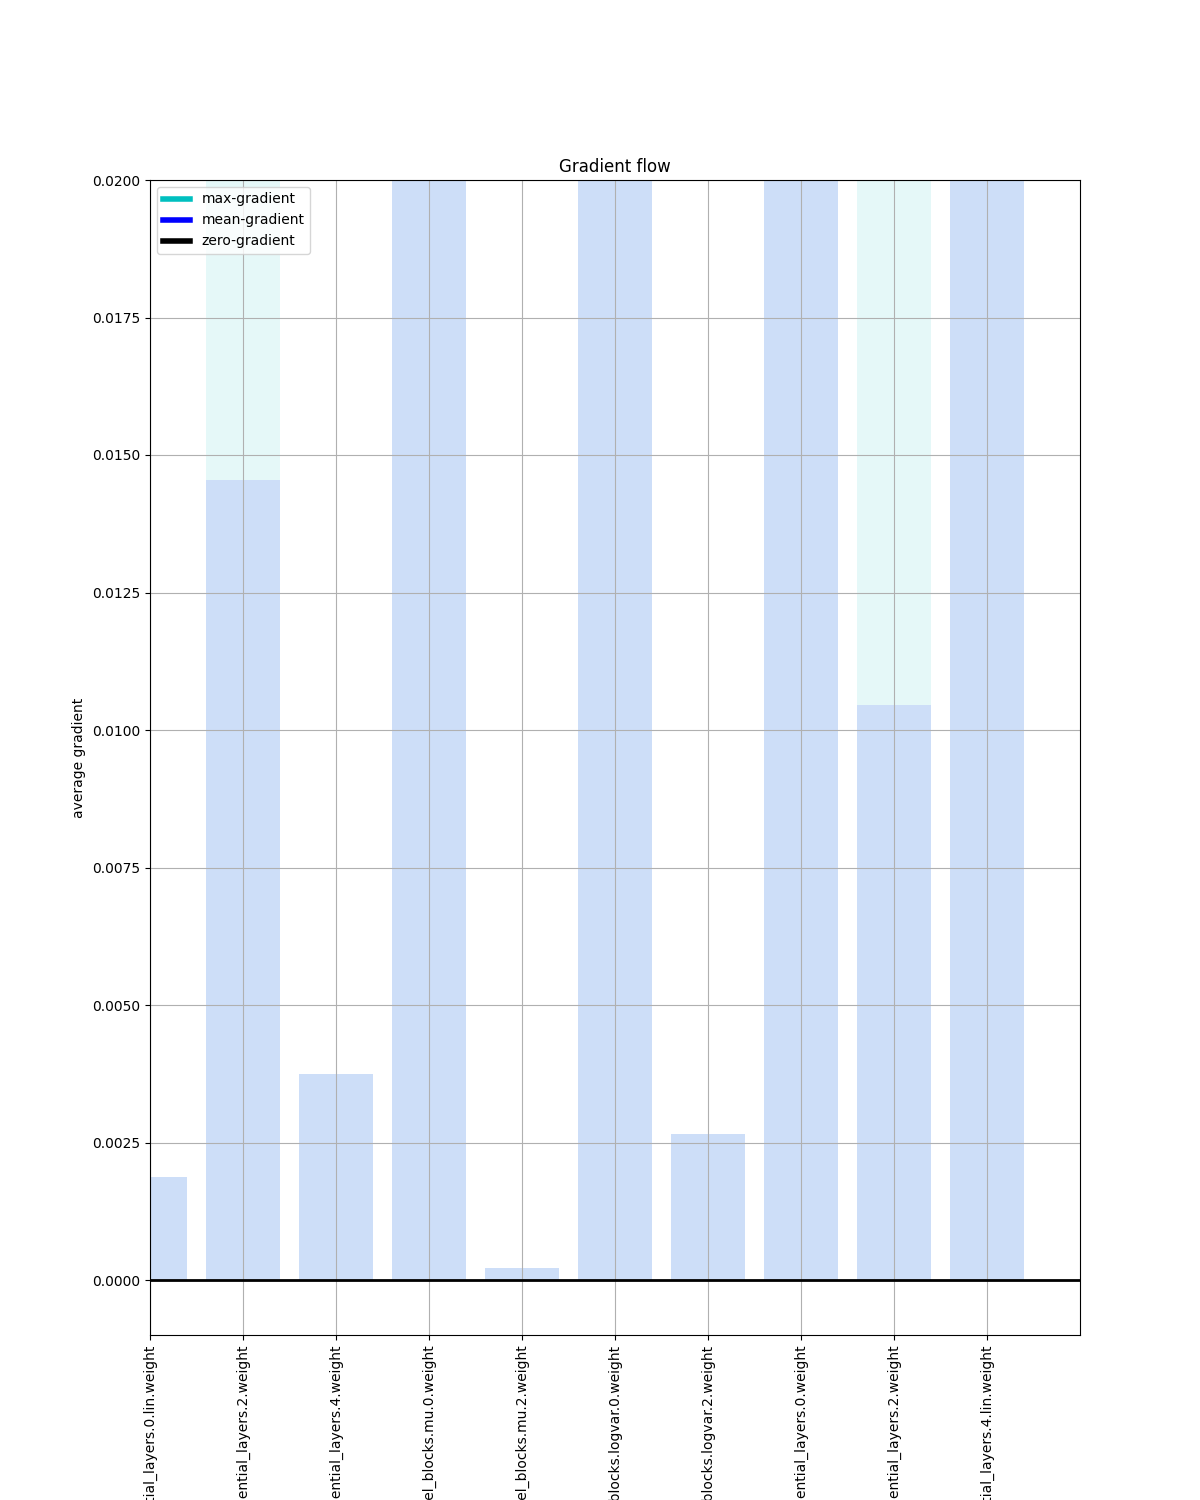 Gradient flow
max-gradient
mean-gradient
zero-gradient
0.0200
0.0175
0.0150
0.0125
0.0100
0.0075
0.0050
0.0025
0.0000
average gradient
tial_layers.0.lin.weight
ential_layers.2.weight
ential_layers.4.weight
el_blocks.mu.0.weight
el_blocks.mu.2.weight
blocks.logvar.0.weight
blocks.logvar.2.weight
ential_layers.0.weight
ential_layers.2.weight
tial_layers.4.lin.weight